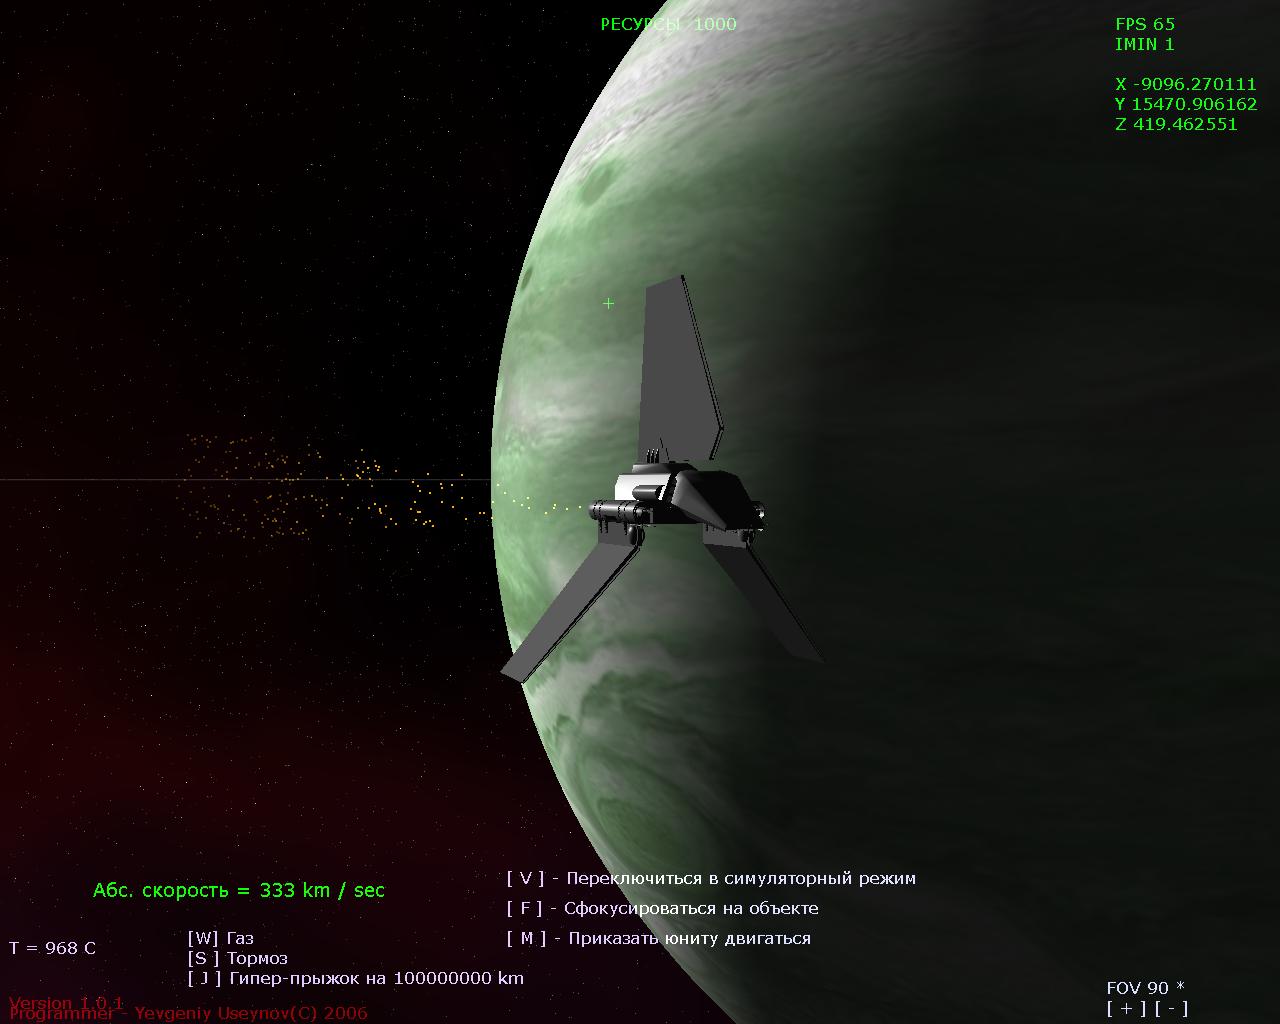 РЕСУРСЫ 1000
FPS 65
IMIN 1
X -9096.270111
Y 15470.906162
Z 419.462551
Абс. скорость = 333 km / sec
[ V ] - Переключиться в симуляторный режим
[ F ] - Сфокусироваться на объекте
[ M ] - Приказать юниту двигаться
T = 968 C
[W] Газ
[S ] Тормоз
[ J ] Гипер-прыжок на 100000000 km
Version 1.0.1
Programmer - Yevgeniy Useynov(C) 2006
FOV 90 *
[ + ] [ - ]